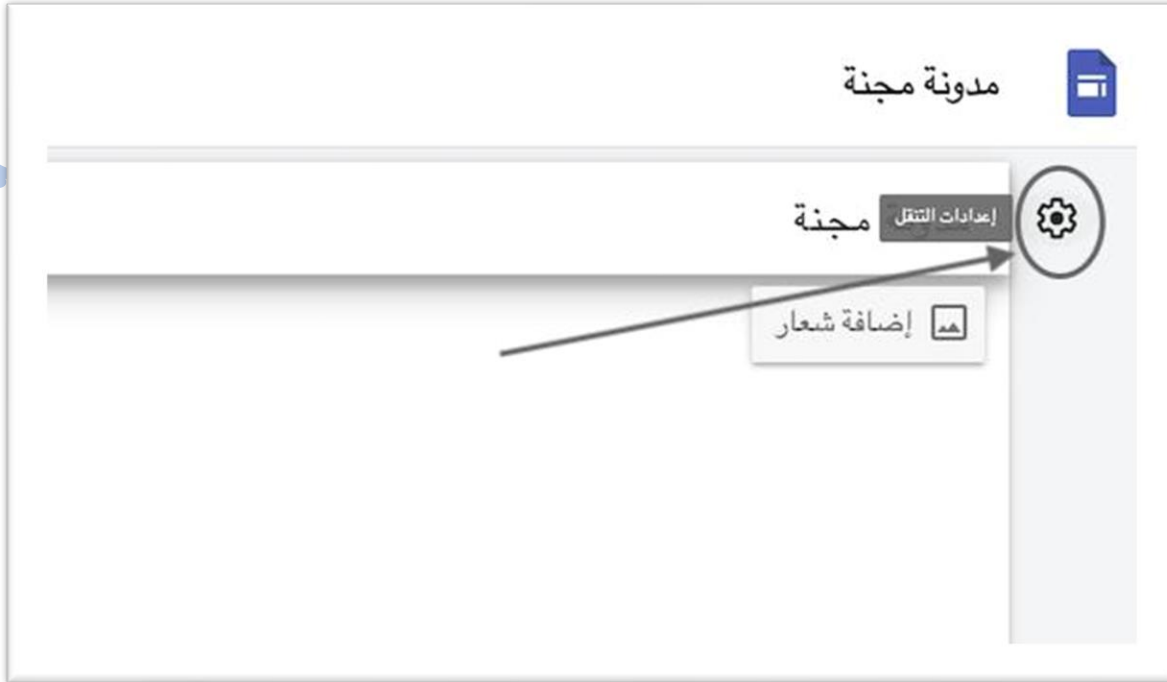 مدونة مجنة
إعدادات التنقل
مجنة
إضافة شعار